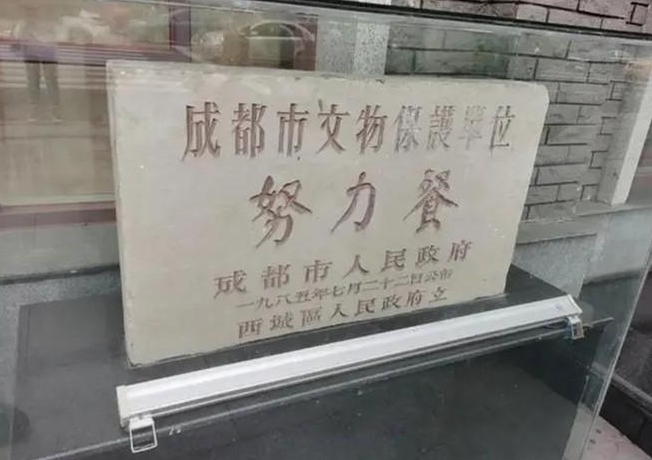 成都市文物保護單位
努力餐
成都市人民政府
一九八五年七月二十二日公布
西城區人民政府立